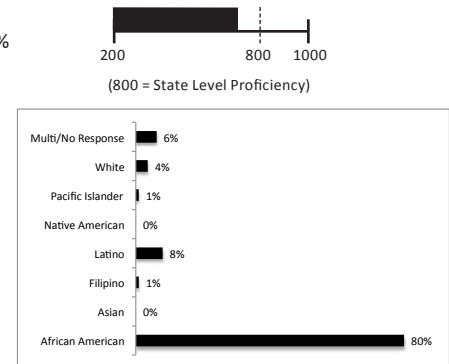 %
200 800 1000
(800 = State Level Proficiency)
Multi/No Response 6%
White 4%
Pacific Islander 1%
Native American 0%
Latino 8%
Filipino 1%
Asian 0%
African American 80%